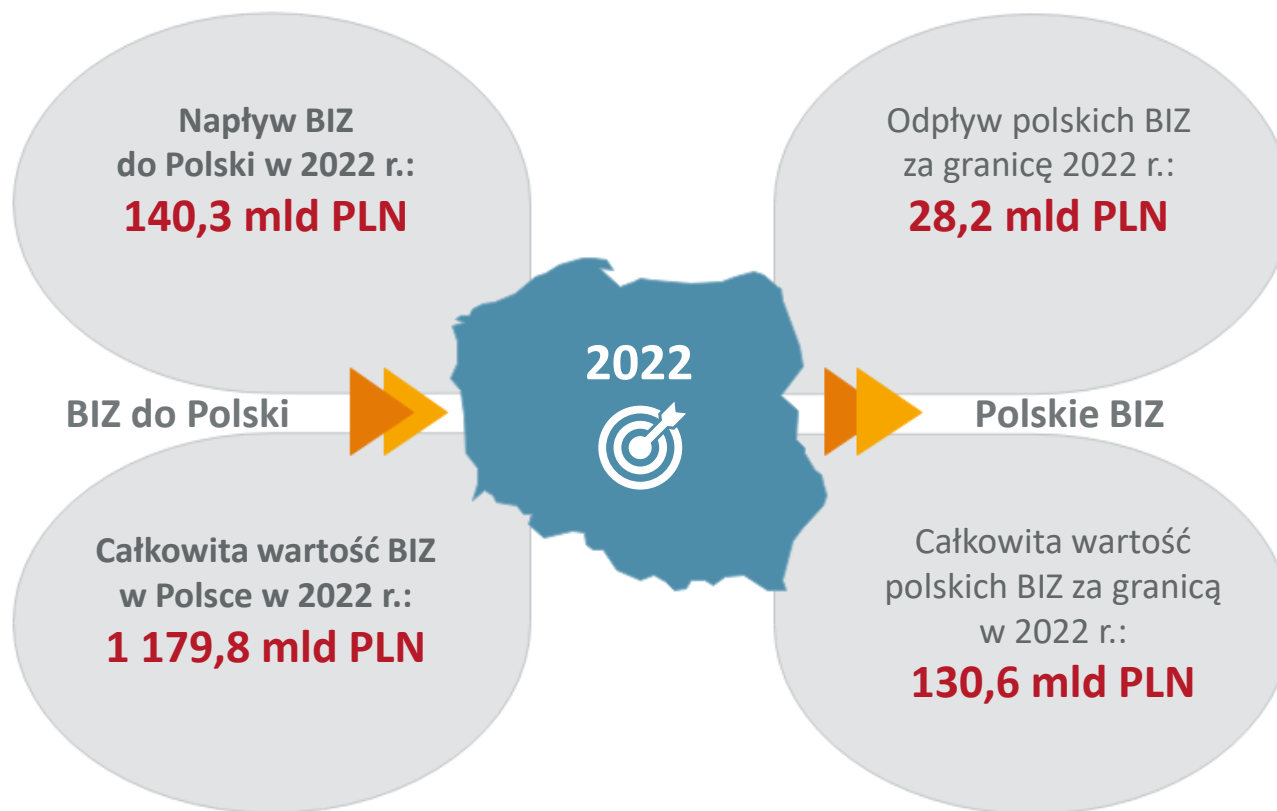 Napływ BIZ
do Polski w 2022 r.:
140,3 mld PLN
Odpływ polskich BIZ
za granicę 2022 r.:
28,2 mld PLN
2022
BIZ do Polski
Polskie BIZ
Całkowita wartość BIZ
w Polsce w 2022 r.:
1 179,8 mld PLN
Całkowita wartość
polskich BIZ za granicą
w 2022 r.:
130,6 mld PLN